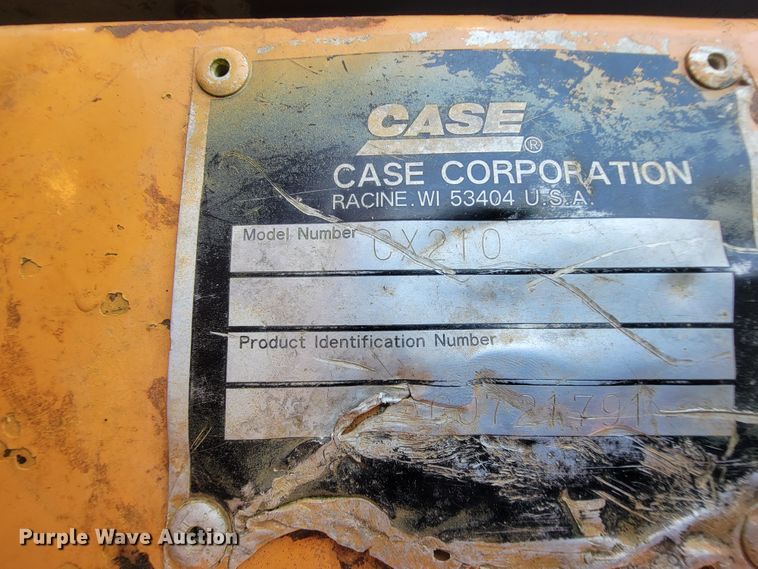 CASE®
CASE CORPORATION
RACINE. WI 53404 U.S.A.
Model Number CX210
Product Identification Number
Purple Wave Auction